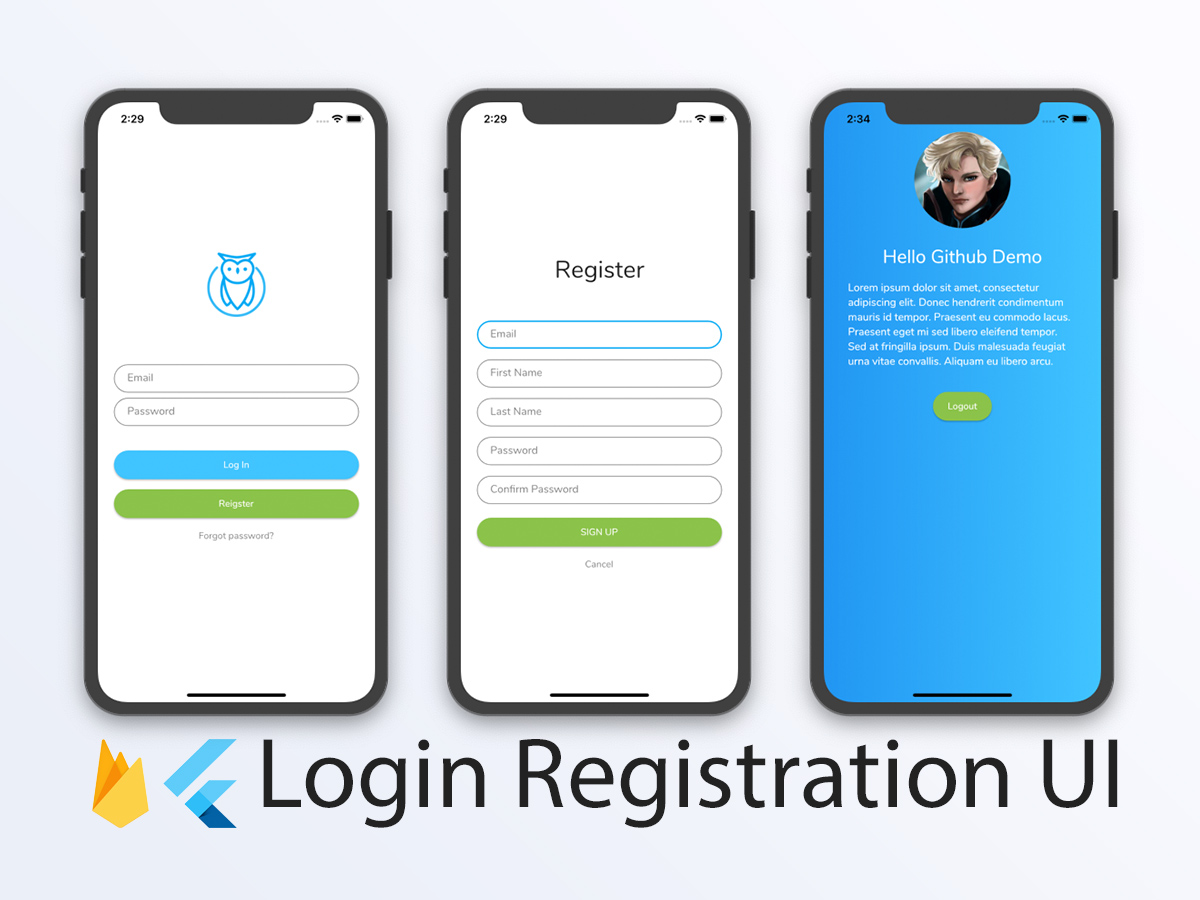 2:29
Email
Password
Log In
Reigster
Forgot password?
2:29
Register
Email
First Name
Last Name
Password
Confirm Password
SIGN UP
Cancel
2:34
Hello Github Demo
Lorem ipsum dolor sit amet, consectetur
adipiscing elit. Donec hendrerit condimentum
mauris id tempor. Praesent eu commodo lacus.
Praesent eget mi sed libero eleifend tempor.
Sed at fringilla ipsum. Duis malesuada feugiat
urna vitae convallis. Aliquam eu libero arcu.
Logout
Login Registration UI